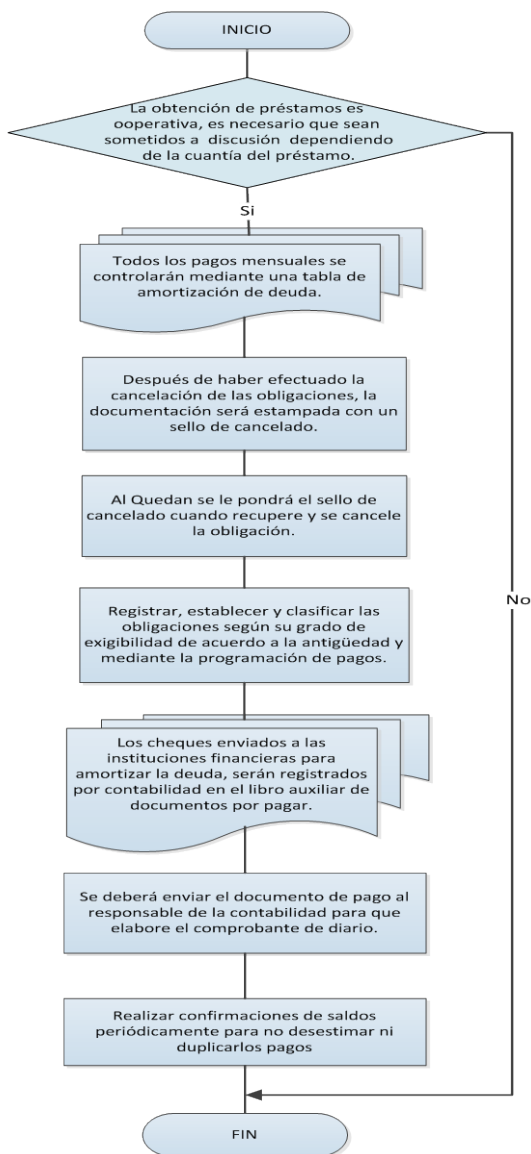 INICIO
La obtención de préstamos es
ooperativa, es necesario que sean
sometidos a discusión dependiendo
de la cuantía del préstamo.
Si
Todos los pagos mensuales se
controlarán mediante una tabla de
amortización de deuda.
Después de haber efectuado la
cancelación de las obligaciones, la
documentación será estampada con un
sello de cancelado.
Al Quedan se le pondrá el sello de
cancelado cuando recupere y se cancele
la obligación.
No
Registrar, establecer y clasificar las
obligaciones según su grado de
exigibilidad de acuerdo a la antigüedad y
mediante la programación de pagos.
Los cheques enviados a las
instituciones financieras para
amortizar la deuda, serán registrados
por contabilidad en el libro auxiliar de
documentos por pagar.
Se deberá enviar el documento de pago al
responsable de la contabilidad para que
elabore el comprobante de diario.
Realizar confirmaciones de saldos
periódicamente para no desestimar ni
duplicarlos pagos
FIN